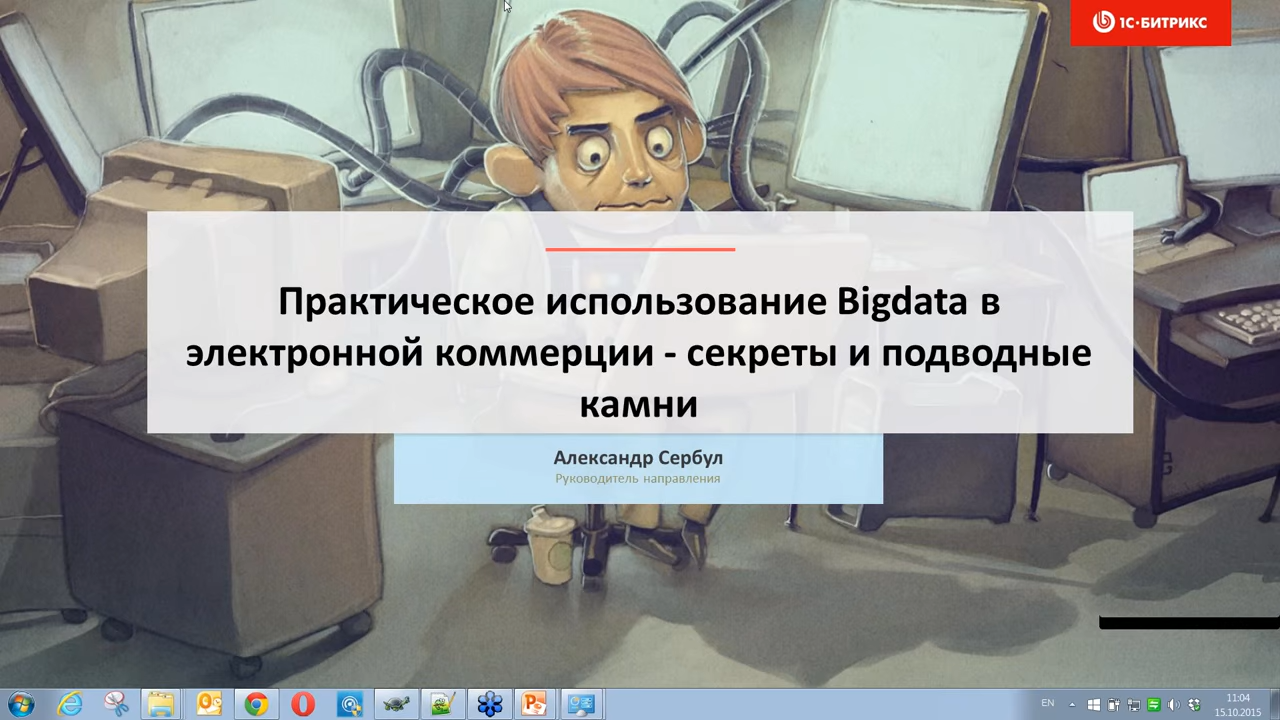 1С-БИТРИКС
Практическое использование Bigdata в
электронной коммерции - секреты и подводные
камни
Александр Сербул
Руководитель направления
EN
11:04
15.10.2015